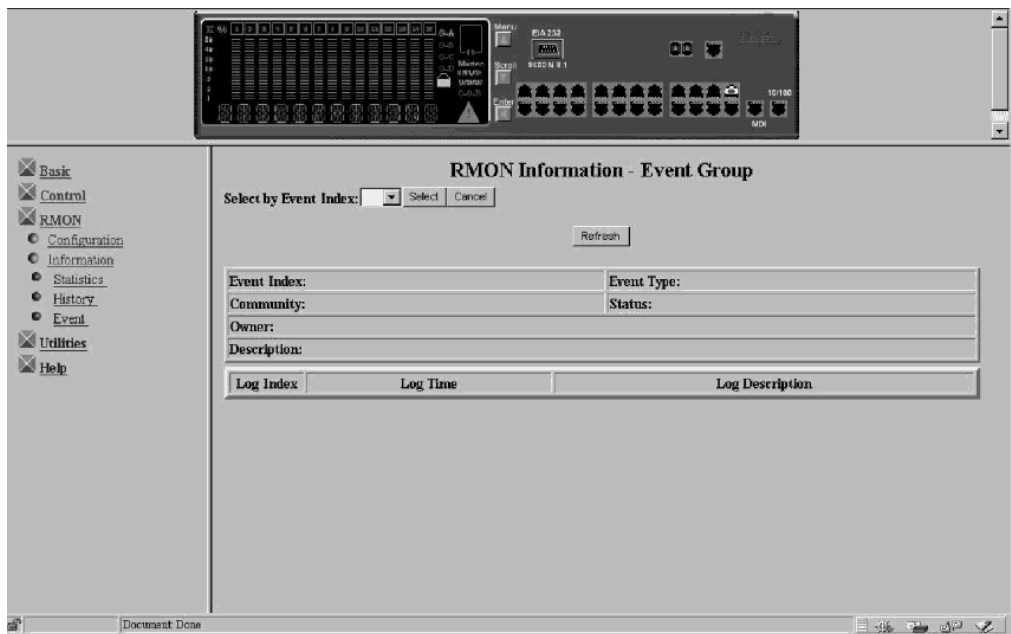 Menu
EIA 232
Scroll
Enter
10/100
MDI
Basic
Control
RMON
Configuration
Information
Statistics
History
Event
Utilities
Help
RMON Information - Event Group
Select by Event Index: Select Cancel
Refresh
Event Index: Event Type:
Community: Status:
Owner:
Description:
Log Index Log Time Log Description
Document Done